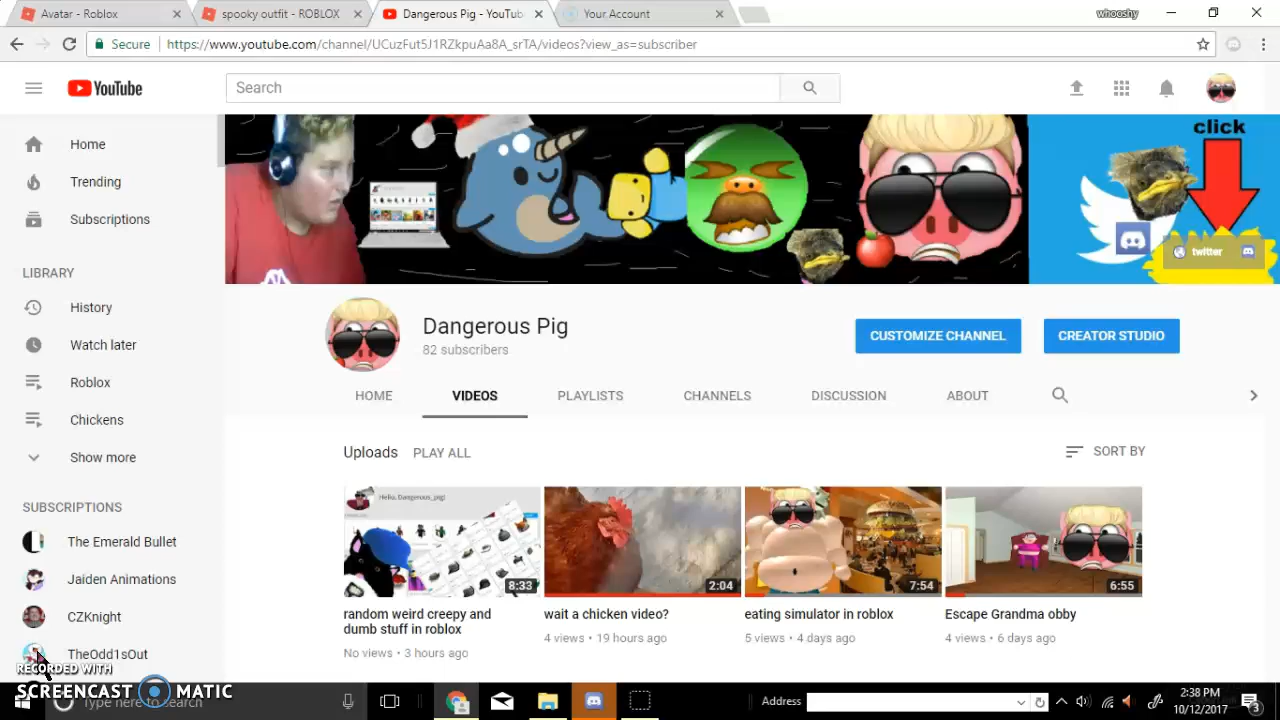 Avatar - Roblox
spooky outfit - ROBLOX
Dangerous Pig - YouTub
Your Account
whooshy
Secure
https://www.youtube.com/channel/UCuzFut5J1RZkpuAa8A_srTA/videos?view_as=subscriber
YouTube
Search
click
twitter
Home
Trending
Subscriptions
LIBRARY
History
Watch later
Roblox
Chickens
Show more
SUBSCRIPTIONS
The Emerald Bullet
Jaiden Animations
CZKnight
TheOdd1sOut
Dangerous Pig
82 subscribers
CUSTOMIZE CHANNEL
CREATOR STUDIO
HOME
VIDEOS
PLAYLISTS
CHANNELS
DISCUSSION
ABOUT
Uploads
PLAY ALL
SORT BY
Hello, Dangerous_pig!
8:33
2:04
7:54
6:55
random weird creepy and
dumb stuff in roblox
No views • 3 hours ago
wait a chicken video?
4 views • 19 hours ago
eating simulator in roblox
5 views • 4 days ago
Escape Grandma obby
4 views • 6 days ago
RECORDED WITH
SCREENCAST MATIC
here to search
Address
2:38 PM
10/12/2017
3